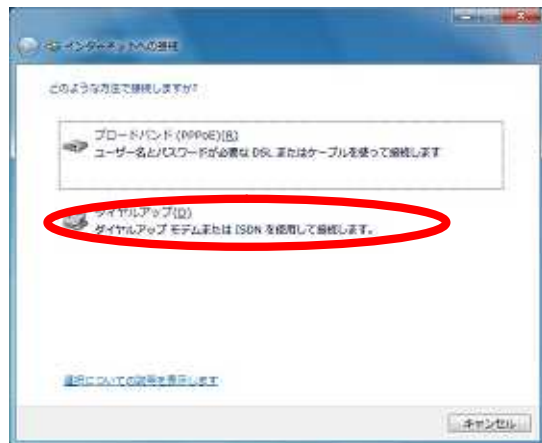 インターネットへの接続
どのような方法で接続しますか?
ブロードバンド (PPPoE)(R)
ユーザー名とパスワードが必要な DSL またはケーブルを使って接続します
ダイヤルアップ(D)
ダイヤルアップ モデムまたは ISDN を使用して接続します。
選択についての説明を表示します
キャンセル